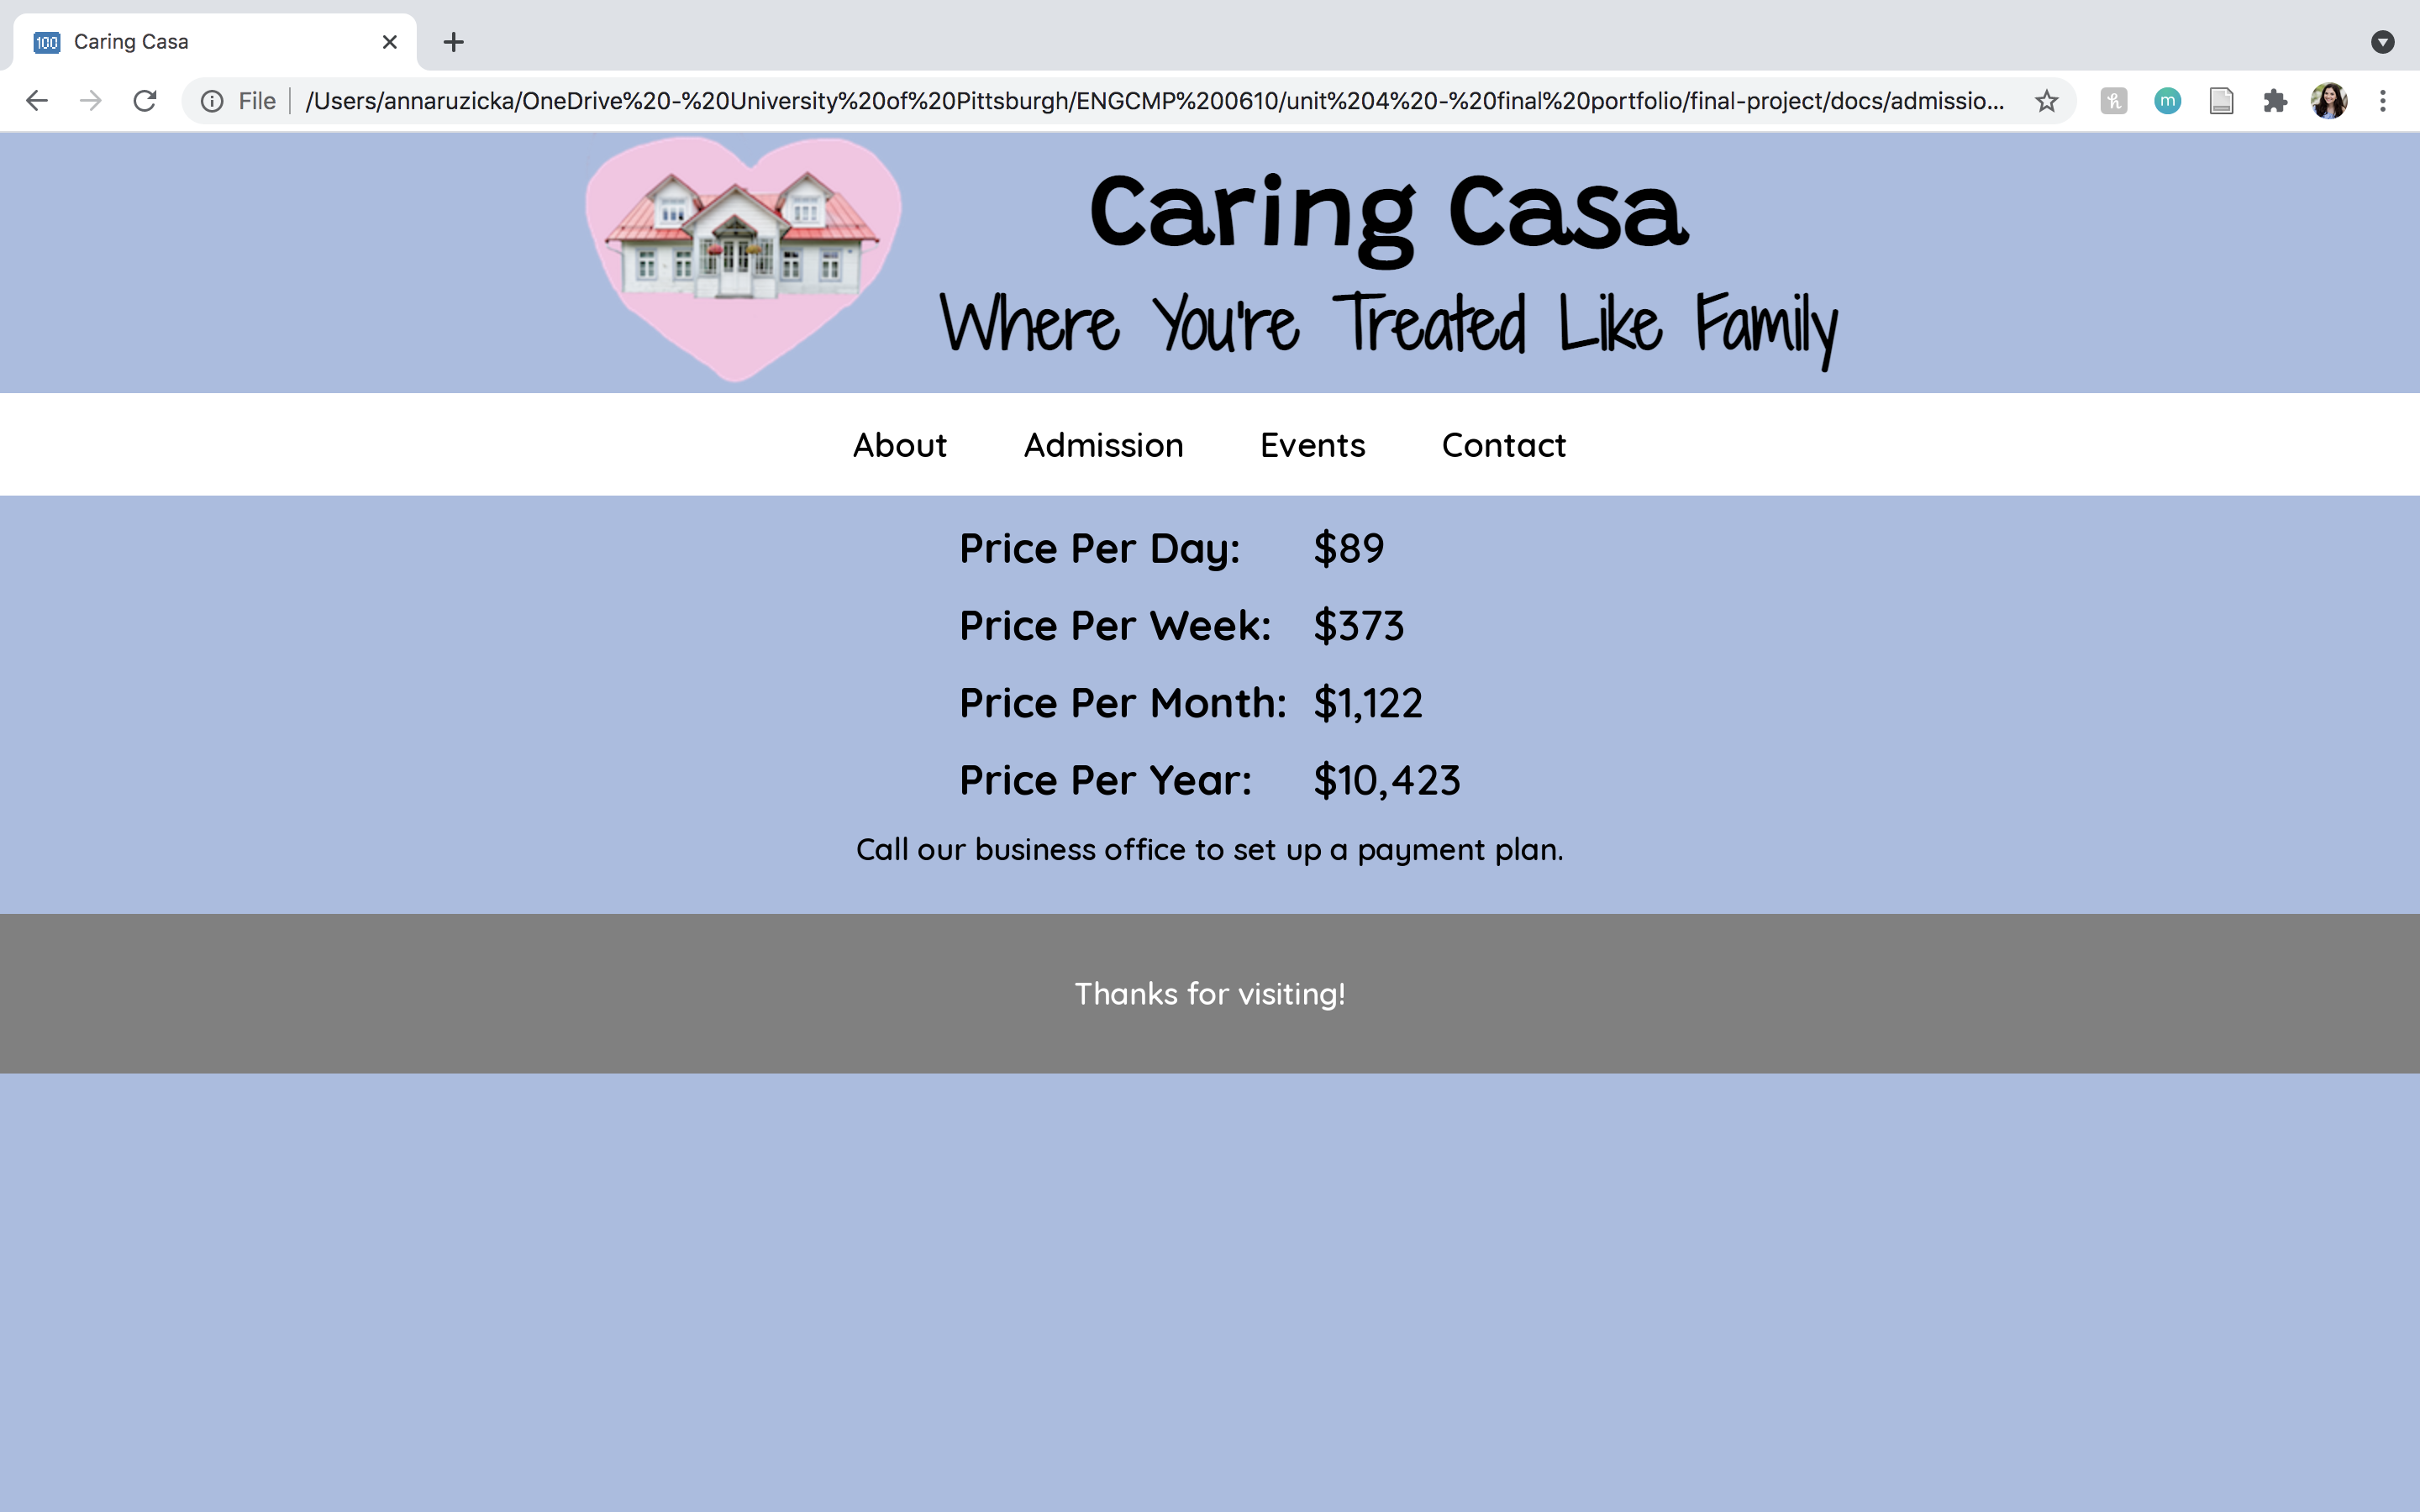 100 Caring Casa
File /Users/annaruzicka/OneDrive%20-%20University%20of%20Pittsburgh/ENGCMP%200610/unit%204%20-%20final%20portfolio/final-project/docs/admissio...
m
Caring Casa
Where You're Treated Like Family
About Admission Events Contact
Price Per Day: $89
Price Per Week: $373
Price Per Month: $1,122
Price Per Year: $10,423
Call our business office to set up a payment plan.
Thanks for visiting!